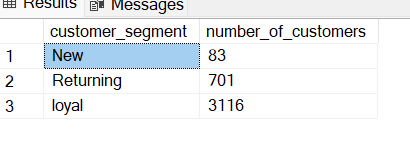 Results Messages
customer_segment number_of_customers
1 New 83
2 Returning 701
3 loyal 3116